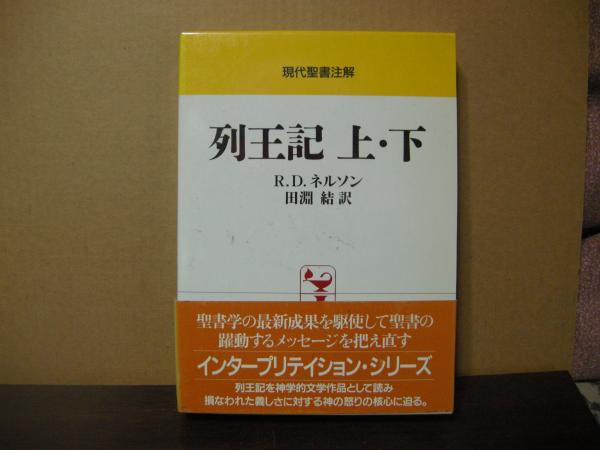 現代聖書注解
列王記 上・下
R.D.ネルソン
田淵 結 訳
聖書学の最新成果を駆使して聖書の
躍動するメッセージを把え直す
インタープリテイション・シリーズ
列王記を神学的文学作品として読み
損なわれた義しさに対する神の怒りの核心に迫る。